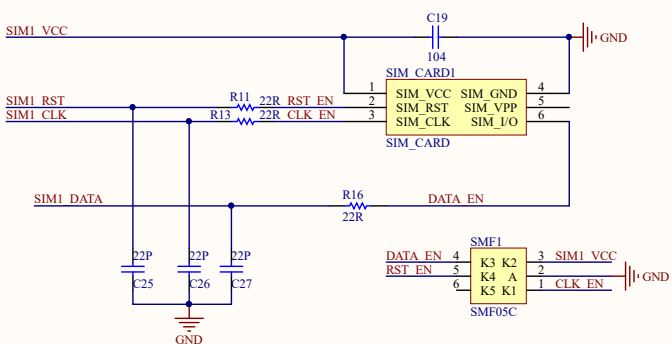 C19
SIM1_VCC
GND
104
SIM_CARD1
1 SIM_VCC SIM_GND 4
SIM1_RST R11 22R RST_EN 2 SIM_RST SIM_VPP 5
SIM1_CLK R13 22R CLK_EN 3 SIM_CLK SIM_I/O 6
SIM_CARD
R16
SIM1_DATA DATA_EN
22R
SMF1
22P 22P 22P
DATA_EN 4 K3 K2 3 SIM1_VCC
RST_EN 5 K4 A 2 GND
C25 C26 C27
6 K5 K1 1 CLK_EN
SMF05C
GND